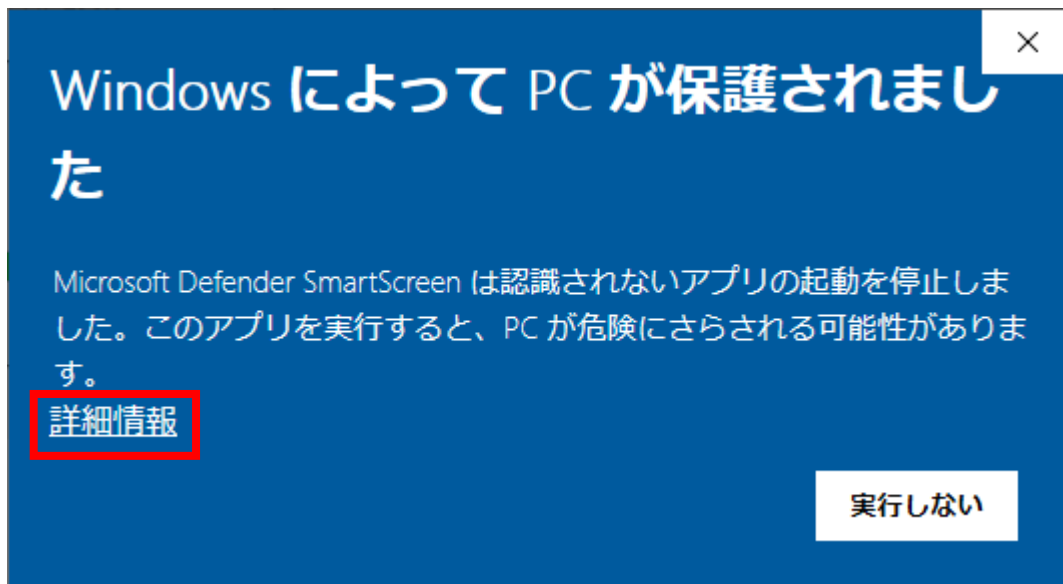 Windows によって PC が保護されまし
た
Microsoft Defender SmartScreen は認識されないアプリの起動を停止しま
した。このアプリを実行すると、PC が危険にさらされる可能性がありま
す。
詳細情報
実行しない